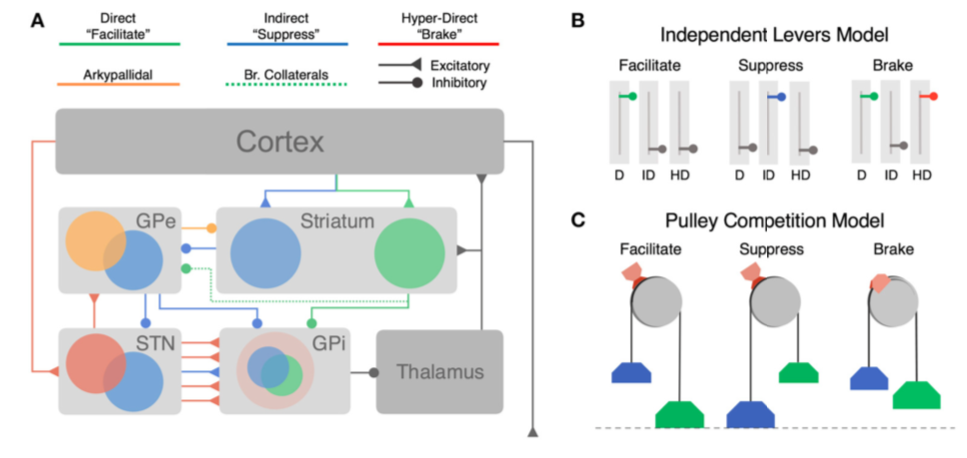 A
Direct
"Facilitate"
Indirect
"Suppress"
Hyper-Direct
"Brake"
Arkypallidal
Br. Collaterals
Excitatory
Inhibitory
Cortex
GPe
Striatum
STN
GPi
Thalamus
B
Independent Levers Model
Facilitate Suppress Brake
D ID HD D ID HD D ID HD
C
Pulley Competition Model
Facilitate Suppress Brake